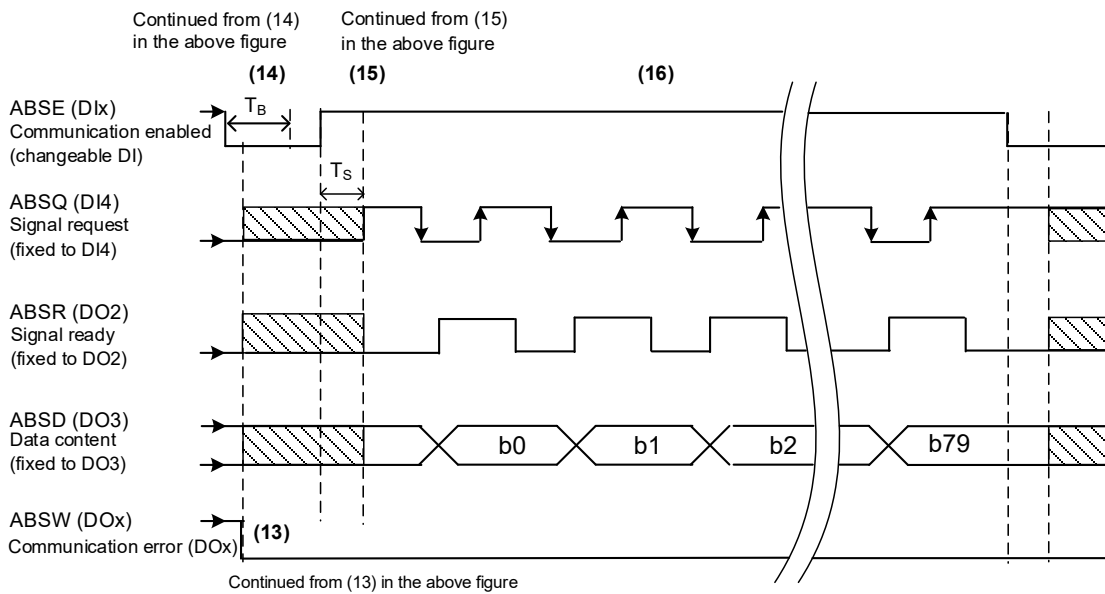 Continued from (14)
in the above figure
Continued from (15)
in the above figure
(14)
(15)
(16)
ABSE (DIx)
Communication enabled
(changeable DI)
TB
TS
ABSQ (DI4)
Signal request
(fixed to DI4)
ABSR (DO2)
Signal ready
(fixed to DO2)
ABSD (DO3)
Data content
(fixed to DO3)
b0
b1
b2
b79
ABSW (DOx)
Communication error (DOx)
(13)
Continued from (13) in the above figure